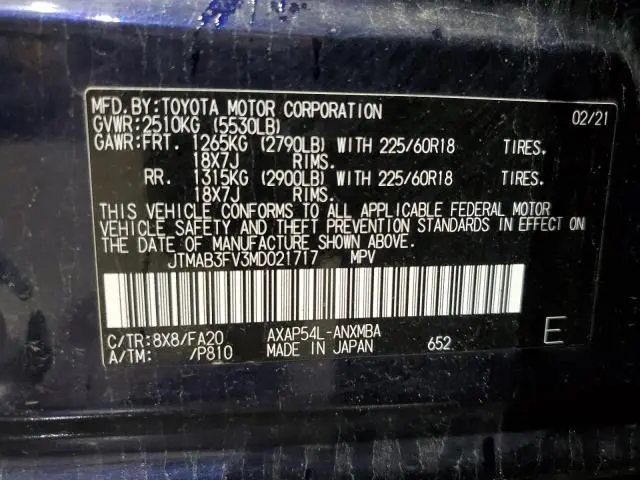 MFD.BY:TOYOTA MOTOR CORPORATION 02/21
GVWR:2510KG (5530LB)
GAWR:FRT. 1265KG (2790LB) WITH 225/60R18 TIRES.
18X7J RIMS.
RR. 1315KG (2900LB) WITH 225/60R18 TIRES.
18X7J RIMS.
THIS VEHICLE CONFORMS TO ALL APPLICABLE FEDERAL MOTOR
VEHICLE SAFETY AND THEFT PREVENTION STANDARDS IN EFFECT ON
THE DATE OF MANUFACTURE SHOWN ABOVE.
JTMAB3FV3MD021717 MPV
C/TR:8X8/FA20 AXAP54L-ANXMBA
A/TM: /P810 MADE IN JAPAN 652 E